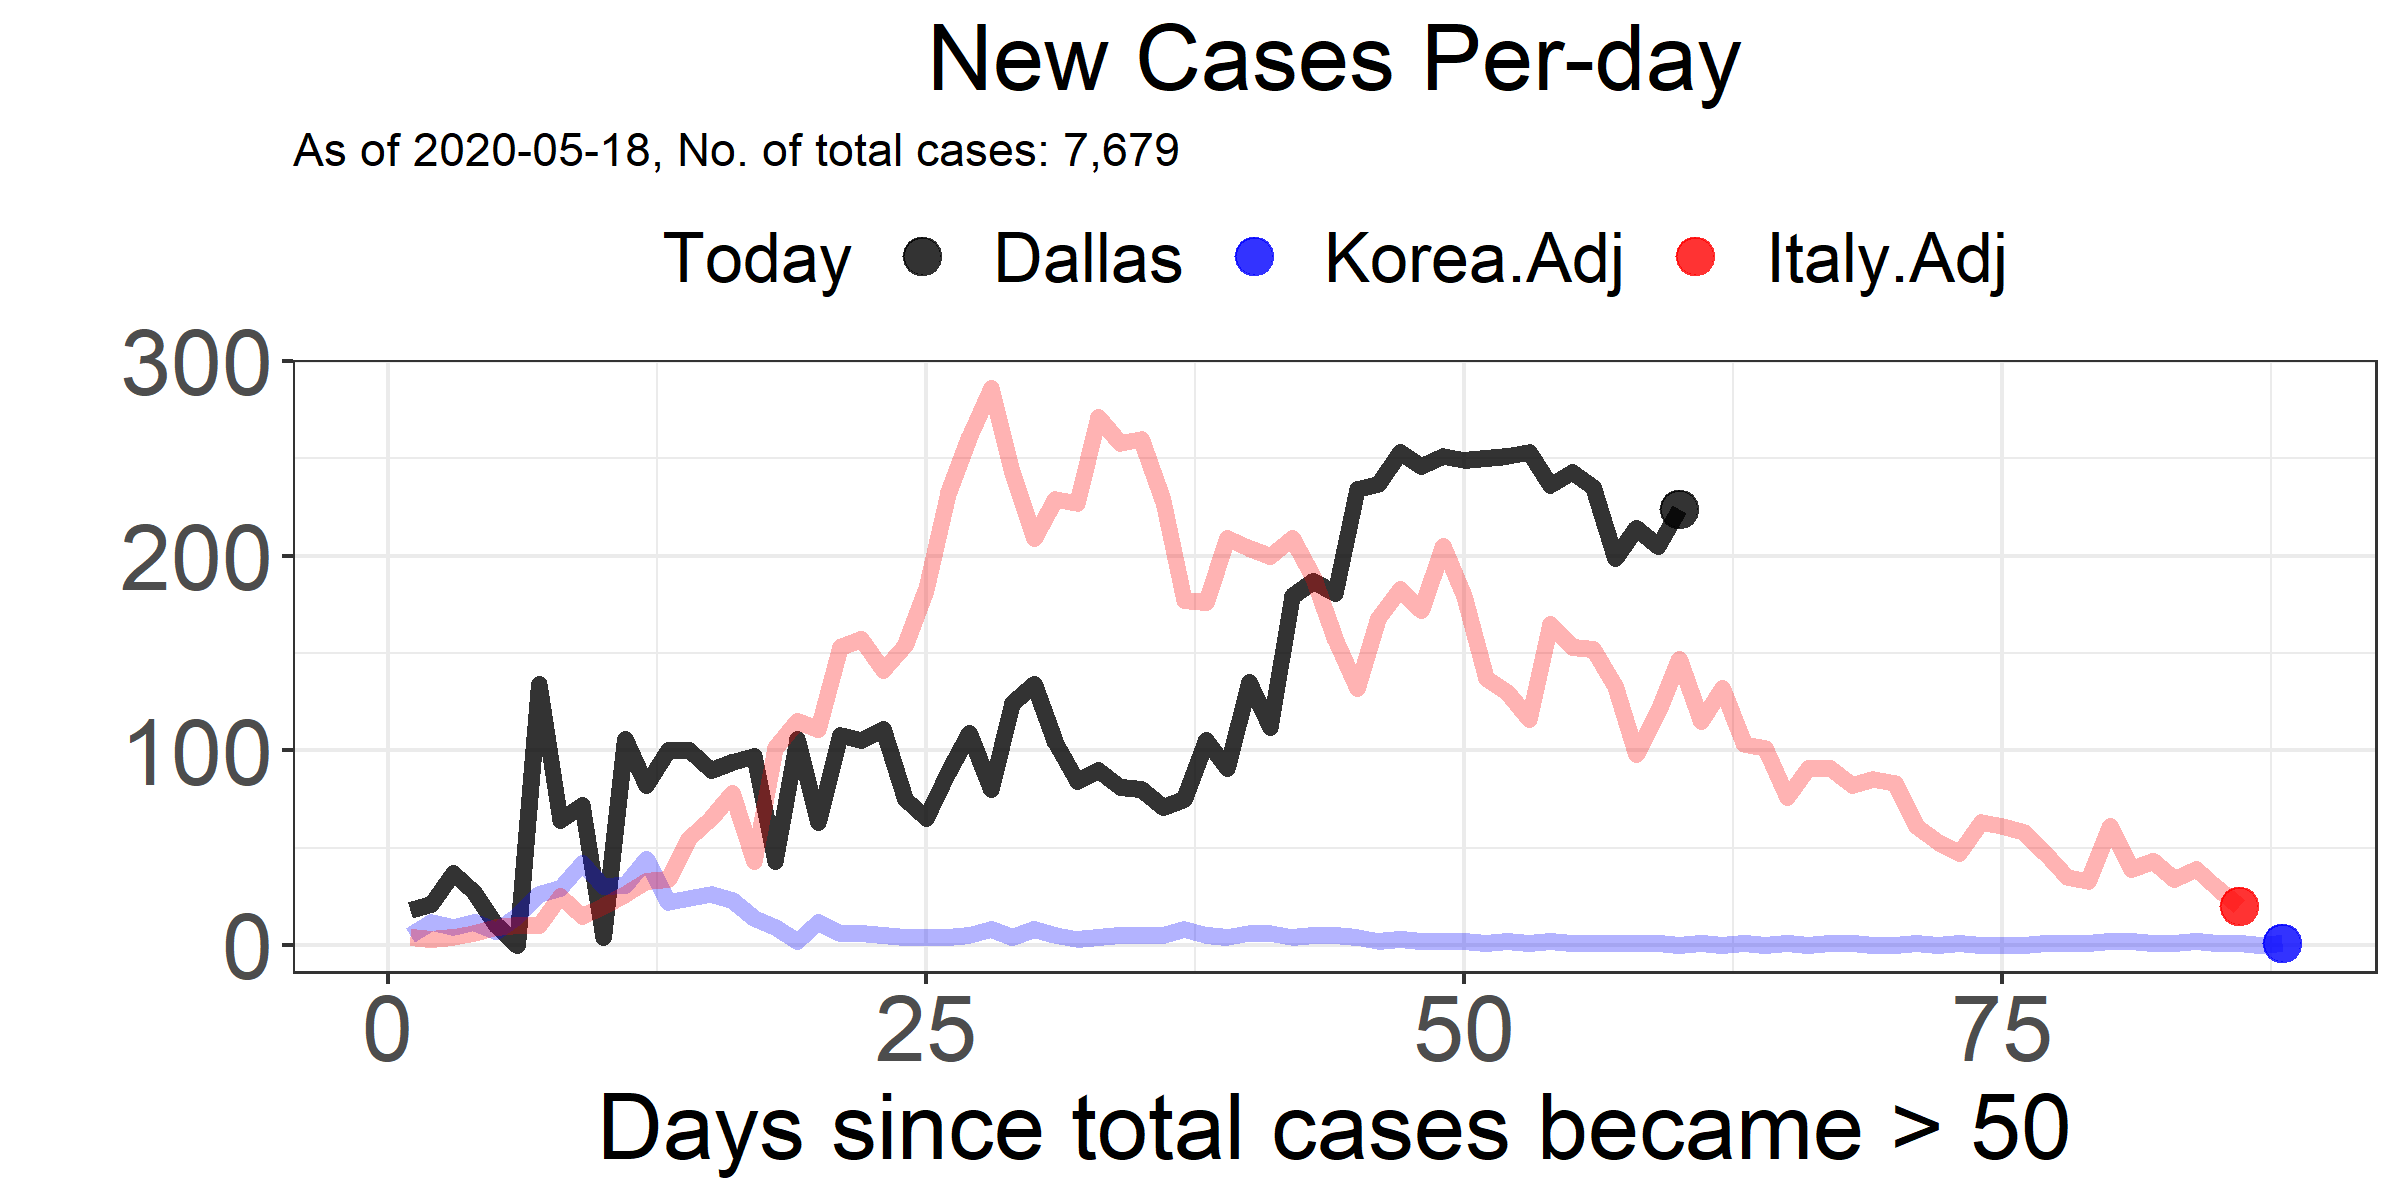 New Cases Per-day
As of 2020-05-18, No. of total cases: 7,679
Today Dallas Korea.Adj Italy.Adj
300
200
100
0
0 25 50 75
Days since total cases became > 50